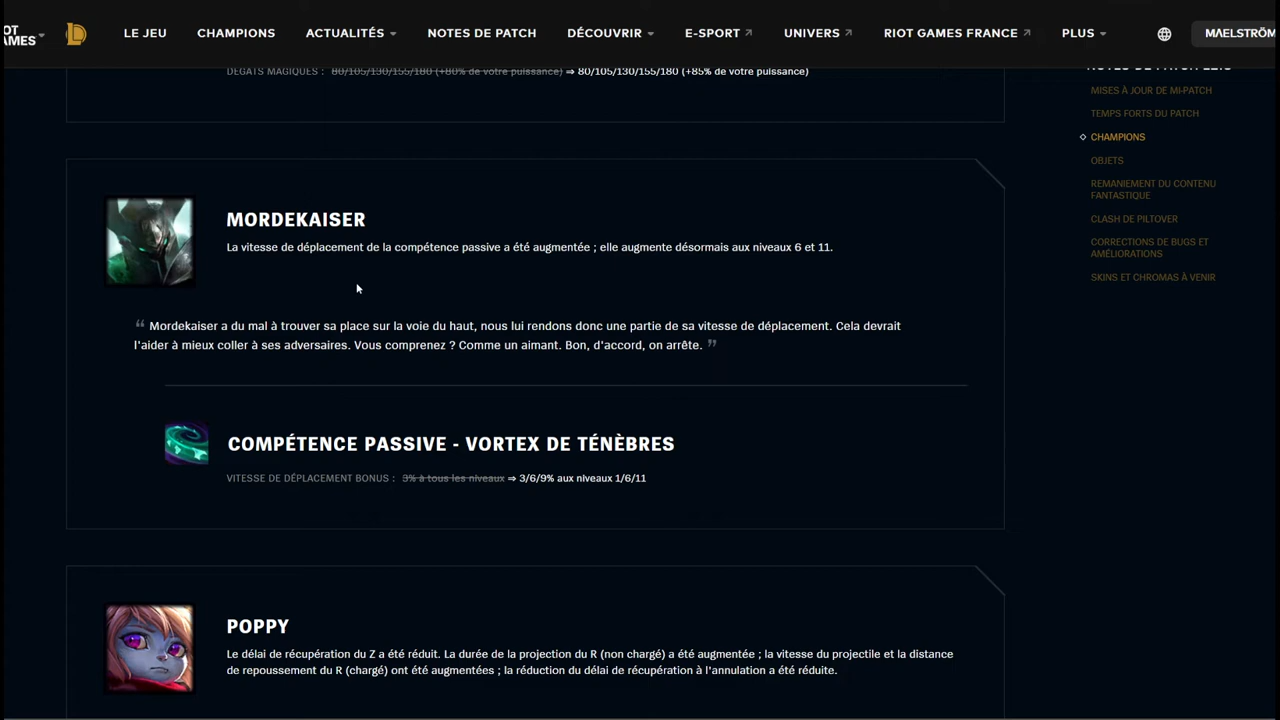 OT
AMES
LE JEU
CHAMPIONS
ACTUALITÉS
NOTES DE PATCH
DÉCOUVRIR
E-SPORT
UNIVERS
RIOT GAMES FRANCE
PLUS
MAELSTRÖM
DÉGÂTS MAGIQUES : 80/105/130/155/180 (+80% de votre puissance) ⇒ 80/105/130/155/180 (+85% de votre puissance)
MORDEKAISER
La vitesse de déplacement de la compétence passive a été augmentée ; elle augmente désormais aux niveaux 6 et 11.
“ Mordekaiser a du mal à trouver sa place sur la voie du haut, nous lui rendons donc une partie de sa vitesse de déplacement. Cela devrait
l'aider à mieux coller à ses adversaires. Vous comprenez ? Comme un aimant. Bon, d'accord, on arrête. ”
COMPÉTENCE PASSIVE - VORTEX DE TÉNÈBRES
VITESSE DE DÉPLACEMENT BONUS : 3% à tous les niveaux ⇒ 3/6/9% aux niveaux 1/6/11
POPPY
Le délai de récupération du Z a été réduit. La durée de la projection du R (non chargé) a été augmentée ; la vitesse du projectile et la distance
de repoussement du R (chargé) ont été augmentées ; la réduction du délai de récupération à l'annulation a été réduite.
MISES À JOUR DE MI-PATCH
TEMPS FORTS DU PATCH
CHAMPIONS
OBJETS
REMANIEMENT DU CONTENU
FANTASTIQUE
CLASH DE PILTOVER
CORRECTIONS DE BUGS ET
AMÉLIORATIONS
SKINS ET CHROMAS À VENIR